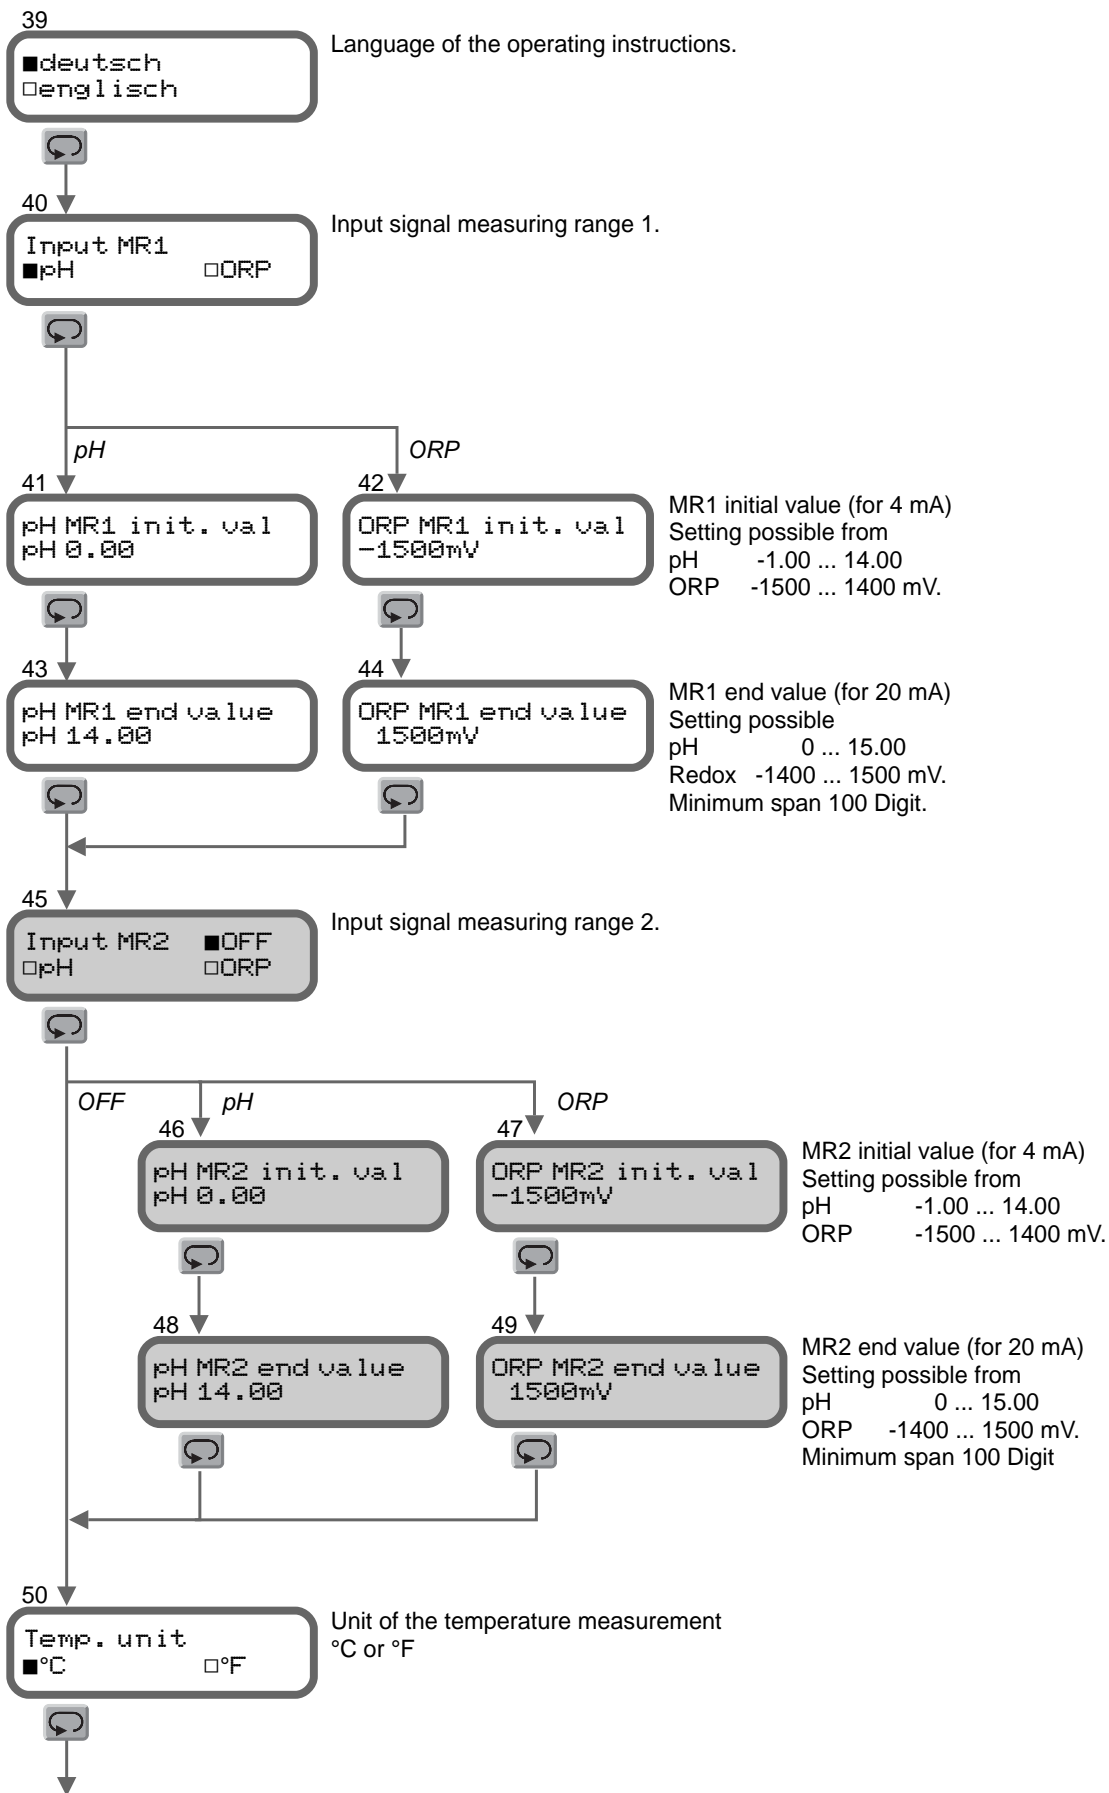 39
Language of the operating instructions.
■deutsch
□englisch
40
Input signal measuring range 1.
Input MR1
■pH □ORP
pH ORP
41 42
pH MR1 init. val
pH 0.00
ORP MR1 init. val
-1500mV
MR1 initial value (for 4 mA)
Setting possible from
pH -1.00 ... 14.00
ORP -1500 ... 1400 mV.
43 44
pH MR1 end value
pH 14.00
ORP MR1 end value
1500mV
MR1 end value (for 20 mA)
Setting possible
pH 0 ... 15.00
Redox -1400 ... 1500 mV.
Minimum span 100 Digit.
45
Input signal measuring range 2.
Input MR2 ■OFF
□pH □ORP
OFF pH ORP
46 47
pH MR2 init. val
pH 0.00
ORP MR2 init. val
-1500mV
MR2 initial value (for 4 mA)
Setting possible from
pH -1.00 ... 14.00
ORP -1500 ... 1400 mV.
48 49
pH MR2 end value
pH 14.00
ORP MR2 end value
1500mV
MR2 end value (for 20 mA)
Setting possible from
pH 0 ... 15.00
ORP -1400 ... 1500 mV.
Minimum span 100 Digit
50
Temp. unit
■°C □°F
Unit of the temperature measurement
°C or °F